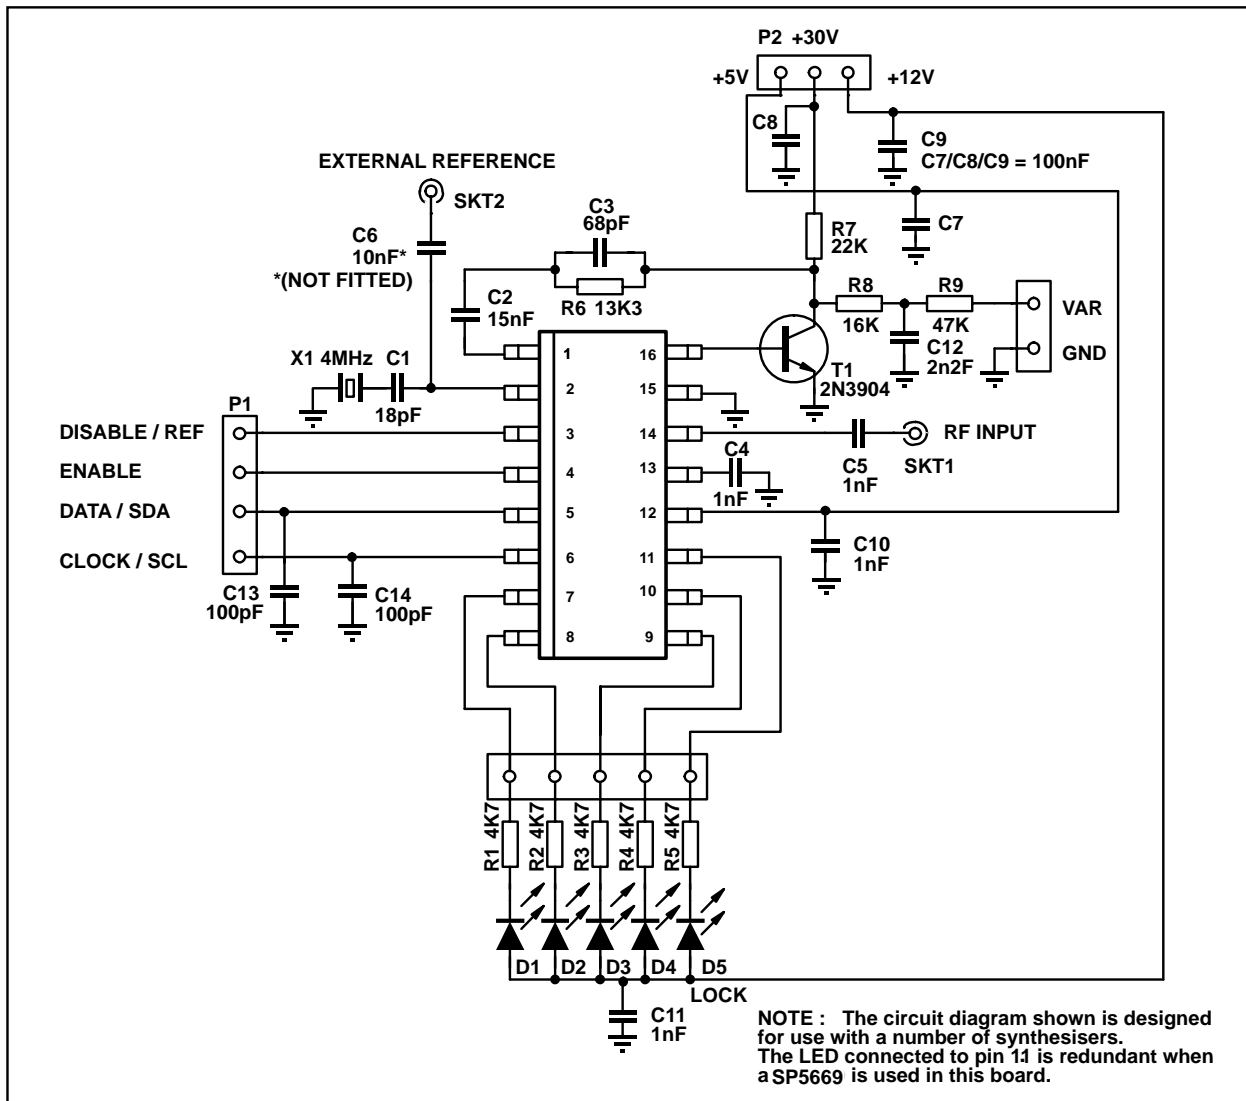 P2 +30V
+5V
+12V
C8
C9
C7/C8/C9 = 100nF
EXTERNAL REFERENCE
SKT2
C3
68pF
C6
10nF*
*(NOT FITTED)
R7
22K
C7
C2
15nF
R6 13K3
R8
16K
R9
47K
VAR
C12
2n2F
GND
X1 4MHz C1
18pF
T1
2N3904
1
2
3
4
5
6
7
8
16
15
14
13
12
11
10
9
P1
DISABLE / REF
ENABLE
DATA / SDA
CLOCK / SCL
C4
1nF
C5
1nF
SKT1
RF INPUT
C10
1nF
C13
100pF
C14
100pF
R1 4K7
R2 4K7
R3 4K7
R4 4K7
R5 4K7
D1
D2
D3
D4
D5
LOCK
C11
1nF
NOTE : The circuit diagram shown is designed
for use with a number of synthesisers.
The LED connected to pin 11 is redundant when
a SP5669 is used in this board.